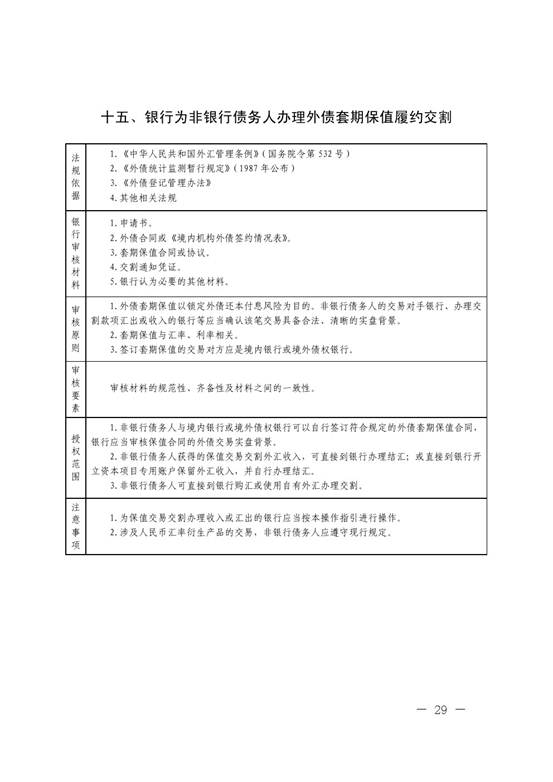 十五、银行为非银行债务人办理外债套期保值履约交割
法规依据
1.《中华人民共和国外汇管理条例》(国务院令第 532 号)
2.《外债统计监测暂行规定》(1987 年公布)
3.《外债登记管理办法》
4.其他相关法规
银行审核材料
1.申请书。
2.外债合同或《境内机构外债签约情况表》。
3.套期保值合同或协议。
4.交割通知凭证。
5.银行认为必要的其他材料。
审核原则
1.外债套期保值以锁定外债还本付息风险为目的。非银行债务人的交易对手银行、办理交
割款项汇出或收入的银行等应当确认该笔交易具备合法、清晰的实盘背景。
2.套期保值与汇率、利率相关。
3.签订套期保值的交易对方应是境内银行或境外债权银行。
审核要素
审核材料的规范性、齐备性及材料之间的一致性。
授权范围
1.非银行债务人与境内银行或境外债权银行可以自行签订符合规定的外债套期保值合同,
银行应当审核保值合同的外债交易实盘背景。
2.非银行债务人获得的保值交易交割外汇收入,可直接到银行办理结汇;或直接到银行开
立资本项目专用账户保留外汇收入,并自行办理结汇。
3.非银行债务人可直接到银行购汇或使用自有外汇办理交割。
注意事项
1.为保值交易交割办理收入或汇出的银行应当按本操作指引进行操作。
2.涉及人民币汇率衍生产品的交易,非银行债务人应遵守现行规定。
— 29 —